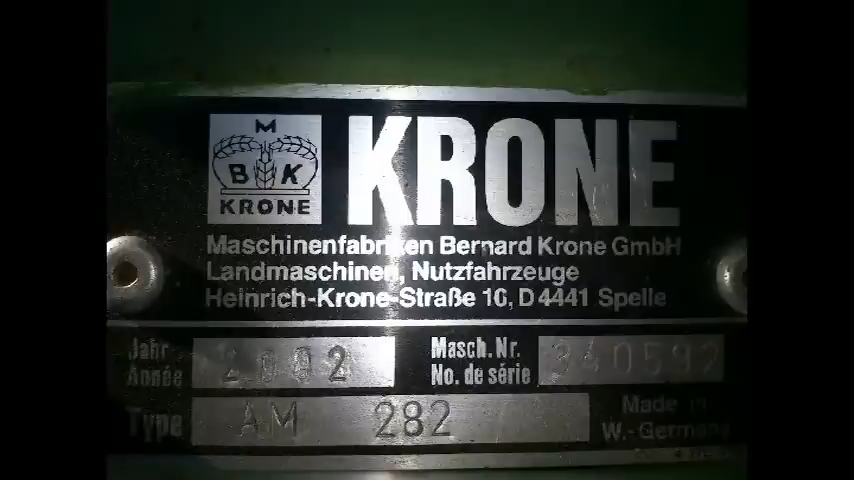 M
B K
KRONE
KRONE
Maschinenfabriken Bernard Krone GmbH
Landmaschinen, Nutzfahrzeuge
Heinrich-Krone-Straße 10, D 4441 Spelle
Jahr
Année
2002
Masch. Nr.
No. de série
340592
Type
AM 282
Made in
W.-Germany